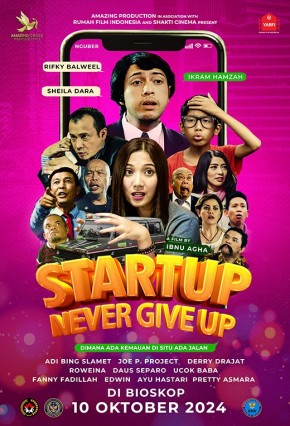 AMAZING PRODUCTION IN ASSOCIATION WITH
RUMAH FILM INDONESIA AND SHAKTI CINEMA PRESENT
NGUBER
RIFKY BALWEEL
IKRAM HAMZAH
SHEILA DARA
A FILM BY
IBNU AGHA
STARTUP
NEVER GIVE UP
DIMANA ADA KEMAUAN DI SITU ADA JALAN
ADI BING SLAMET JOE P. PROJECT DERRY DRAJAT
ROWEINA DAUS SEPARO UCOK BABA
FANNY FADILLAH EDWIN AYU HASTARI PRETTY ASMARA
DI BIOSKOP
10 OKTOBER 2024